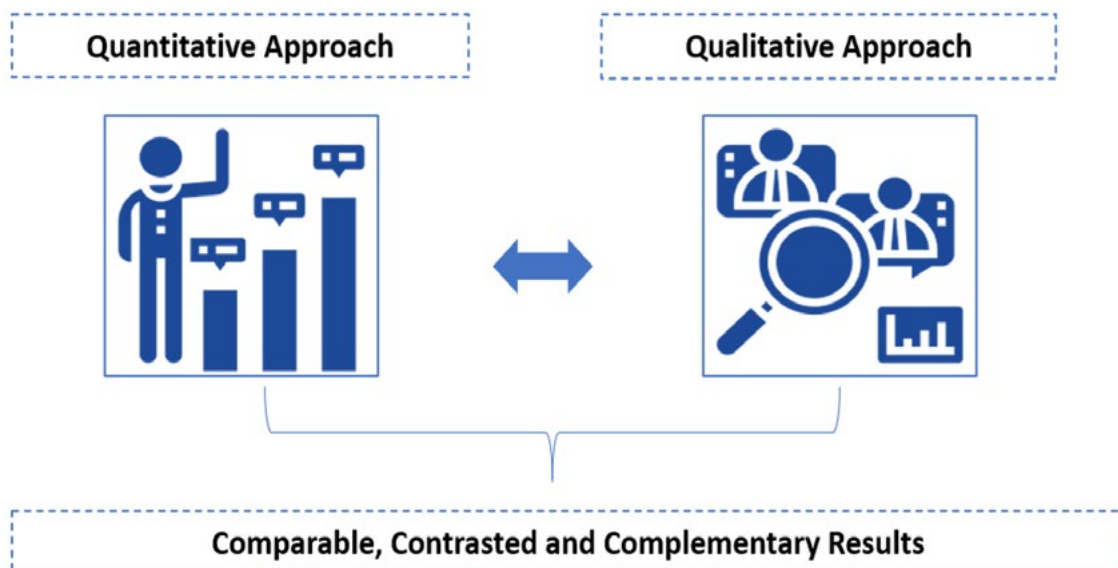 Quantitative Approach
Qualitative Approach
Comparable, Contrasted and Complementary Results